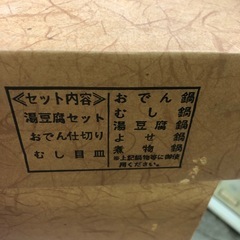 ≪セット内容≫
湯豆腐セット
おでん仕切り
むし目皿
おでん鍋
むし鍋
湯豆腐鍋
よせ鍋
煮物鍋
※上記鍋物等に御使
用ください。